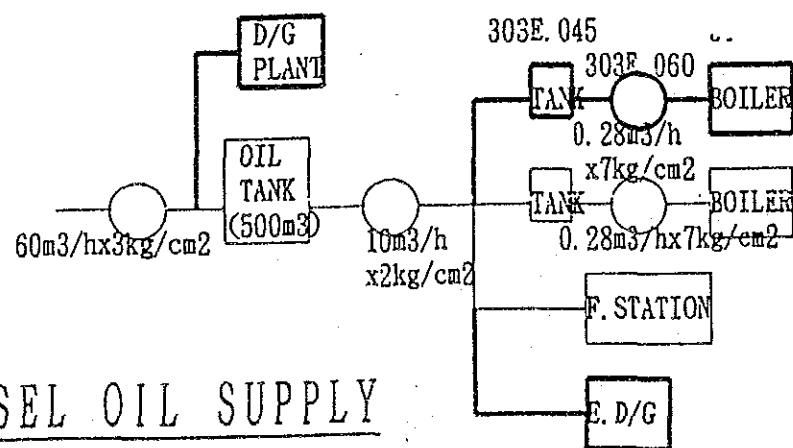 D/G
PLANT
303E.045
303E.060
TANK
BOILER
0.28m3/h
x7kg/cm2
OIL
TANK
(500m3)
TANK
BOILER
60m3/hx3kg/cm2
10m3/h
x2kg/cm2
0.28m3/hx7kg/cm2
F.STATION
E.D/G
SEL OIL SUPPLY